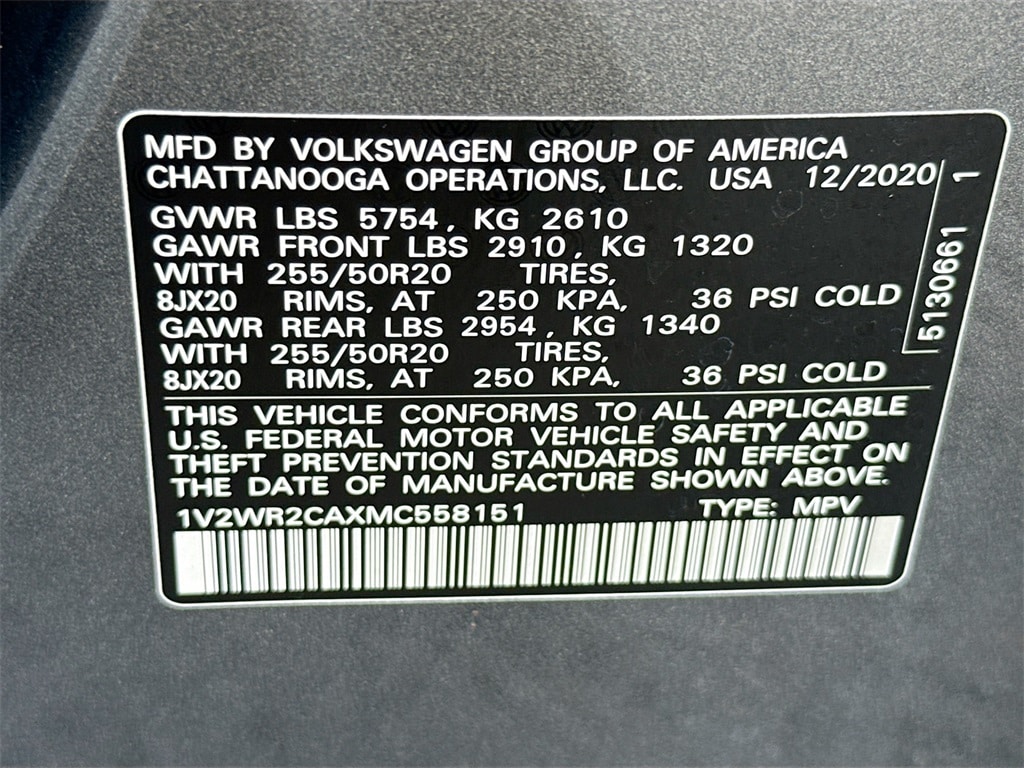 MFD BY VOLKSWAGEN GROUP OF AMERICA
CHATTANOOGA OPERATIONS, LLC. USA 12/2020
GVWR LBS 5754, KG 2610
GAWR FRONT LBS 2910, KG 1320
WITH 255/50R20 TIRES,
8JX20 RIMS, AT 250 KPA, 36 PSI COLD
GAWR REAR LBS 2954, KG 1340
WITH 255/50R20 TIRES,
8JX20 RIMS, AT 250 KPA, 36 PSI COLD
5130661 1
THIS VEHICLE CONFORMS TO ALL APPLICABLE
U.S. FEDERAL MOTOR VEHICLE SAFETY AND
THEFT PREVENTION STANDARDS IN EFFECT ON
THE DATE OF MANUFACTURE SHOWN ABOVE.
1V2WR2CAXMC558151 TYPE: MPV